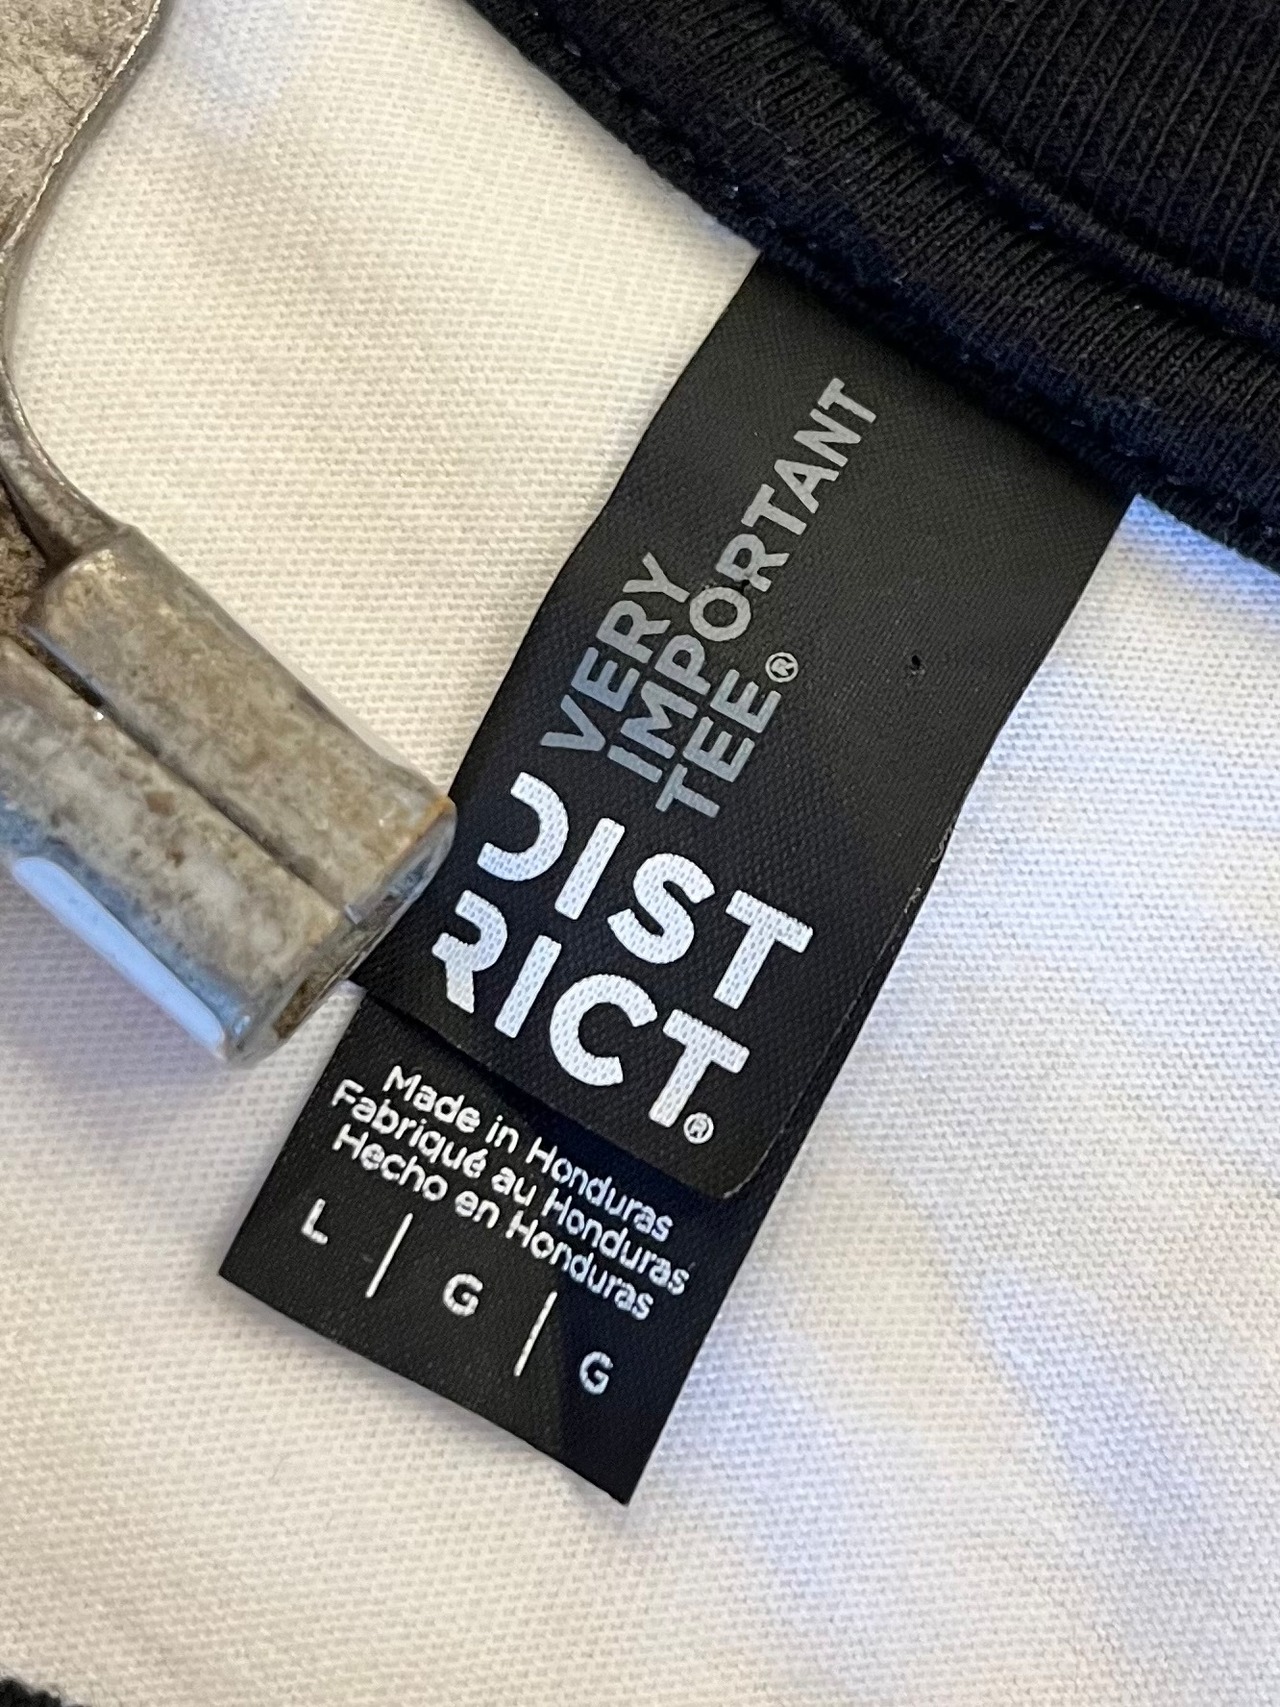 VERY
IMPORTANT
TEE®
DIST
RICT®
Made in Honduras
Fabriqué au Honduras
Hecho en Honduras
L | G | G